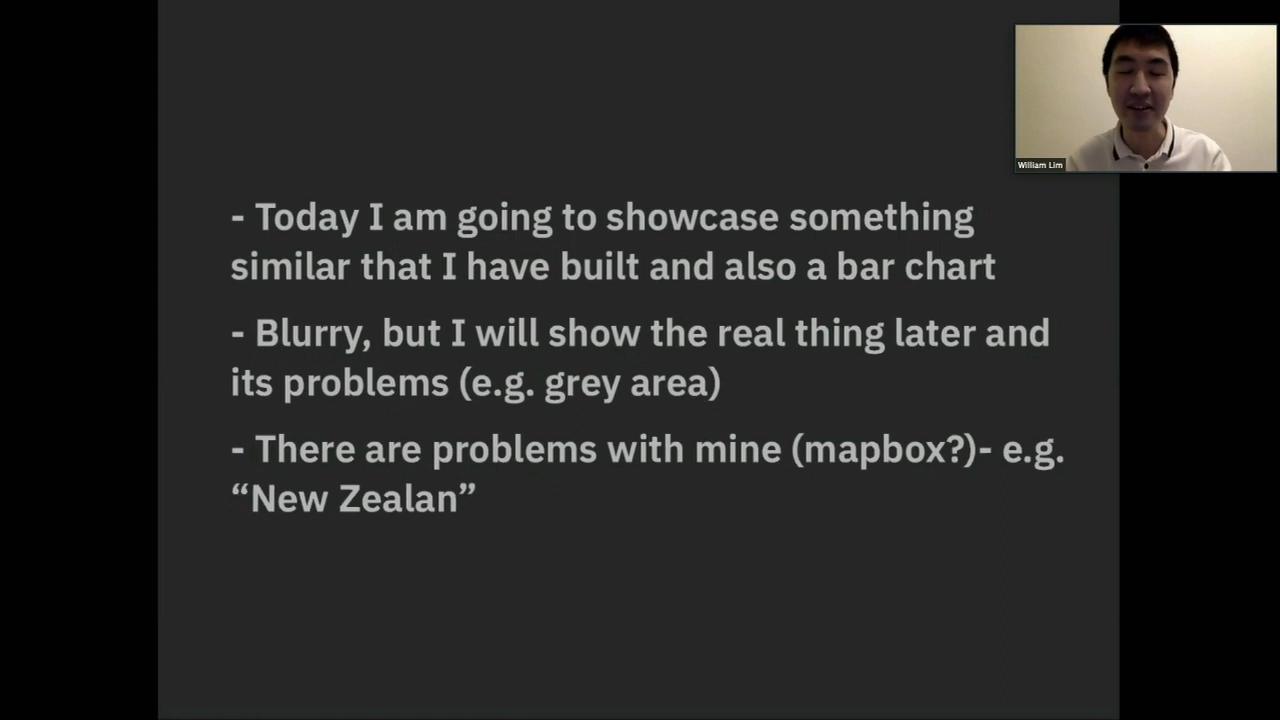 - Today I am going to showcase something
similar that I have built and also a bar chart
- Blurry, but I will show the real thing later and
its problems (e.g. grey area)
- There are problems with mine (mapbox?)- e.g.
“New Zealan”
William Lim